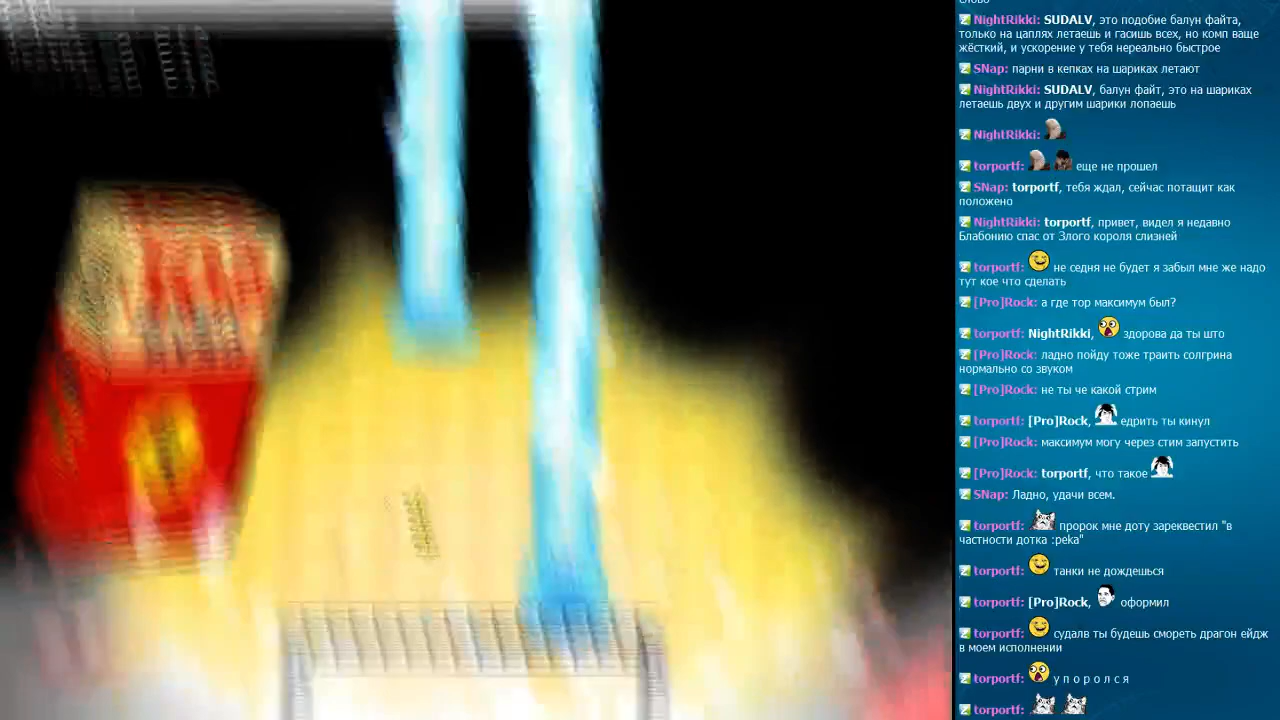 слово
NightRikki: SUDALV, это подобие балун файта,
только на цаплях летаешь и гасишь всех, но комп ваще
жёсткий, и ускорение у тебя нереально быстрое
SNap: парни в кепках на шариках летают
NightRikki: SUDALV, балун файт, это на шариках
летаешь двух и другим шарики лопаешь
NightRikki:
torportf: еще не прошел
SNap: torportf, тебя ждал, сейчас потащит как
положено
NightRikki: torportf, привет, видел я недавно
Блабонию спас от Злого короля слизней
torportf: не седня не будет я забыл мне же надо
тут кое что сделать
[Pro]Rock: а где тор максимум был?
torportf: NightRikki, здорова да ты што
[Pro]Rock: ладно пойду тоже траить солгрина
нормально со звуком
[Pro]Rock: не ты че какой стрим
torportf: [Pro]Rock, едрить ты кинул
[Pro]Rock: максимум могу через стим запустить
[Pro]Rock: torportf, что такое
SNap: Ладно, удачи всем.
torportf: пророк мне доту зареквестил "в
частности дотка :peka"
torportf: танки не дождешься
torportf: [Pro]Rock, оформил
torportf: судалв ты будешь смореть драгон ейдж
в моем исполнении
torportf: у п о р о л с я
torportf: